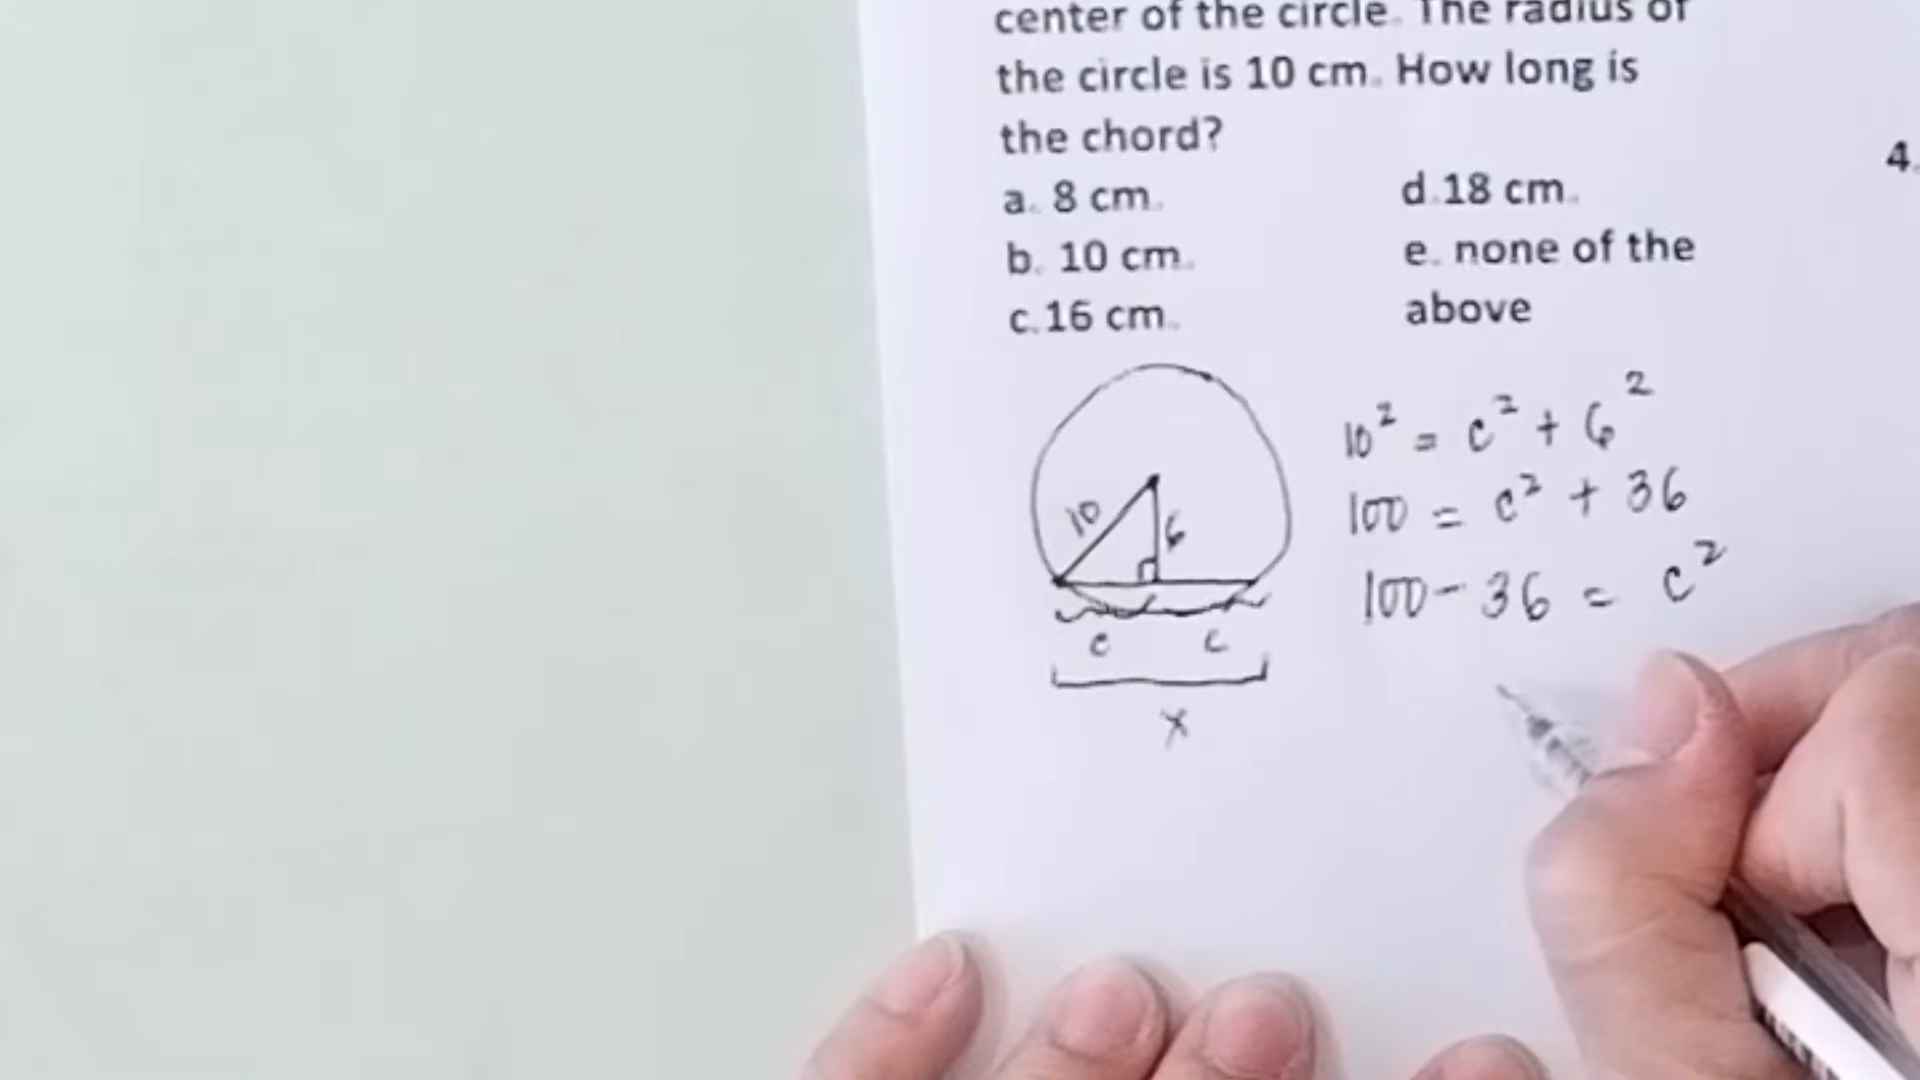 center of the circle. The radius of
the circle is 10 cm. How long is
the chord?
4.
a. 8 cm.
d.18 cm.
b. 10 cm.
e. none of the
above
c.16 cm.
10² = c² + 6²
100 = c² + 36
100 - 36 = c²
10
6
c c
x